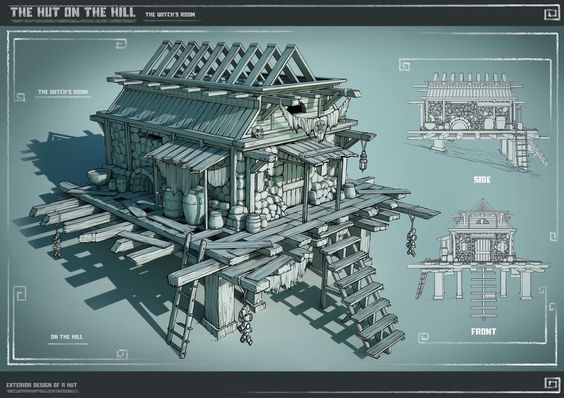 THE HUT ON THE HILL
THE WITCH'S ROOM
THE WITCH'S ROOM
SIDE
FRONT
ON THE HILL
EXTERIOR DESIGN OF A HUT